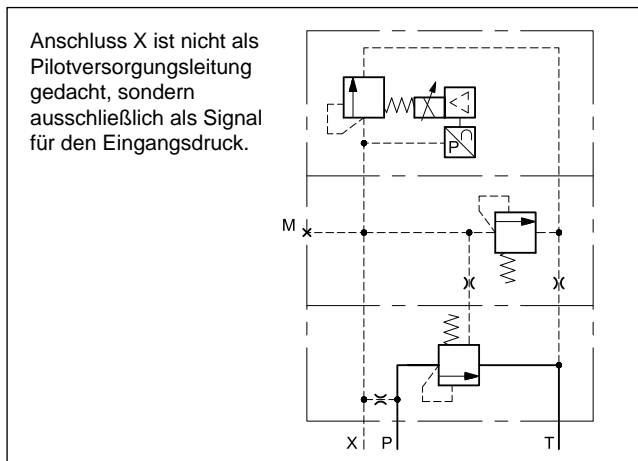 Anschluss X ist nicht als
Pilotversorgungsleitung
gedacht, sondern
ausschließlich als Signal
für den Eingangsdruck.
P
M
X P T